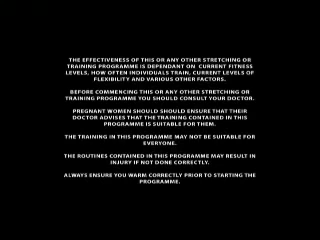 THE EFFECTIVENESS OF THIS OR ANY OTHER STRETCHING OR
TRAINING PROGRAMME IS DEPENDANT ON CURRENT FITNESS
LEVELS, HOW OFTEN INDIVIDUALS TRAIN, CURRENT LEVELS OF
FLEXIBILITY AND VARIOUS OTHER FACTORS.
BEFORE COMMENCING THIS OR ANY OTHER STRETCHING OR
TRAINING PROGRAMME YOU SHOULD CONSULT YOUR DOCTOR.
PREGNANT WOMEN SHOULD SHOULD ENSURE THAT THEIR
DOCTOR ADVISES THAT THE TRAINING CONTAINED IN THIS
PROGRAMME IS SUITABLE FOR THEM.
THE TRAINING IN THIS PROGRAMME MAY NOT BE SUITABLE FOR
EVERYONE.
THE ROUTINES CONTAINED IN THIS PROGRAMME MAY RESULT IN
INJURY IF NOT DONE CORRECTLY.
ALWAYS ENSURE YOU WARM CORRECTLY PRIOR TO STARTING THE
PROGRAMME.